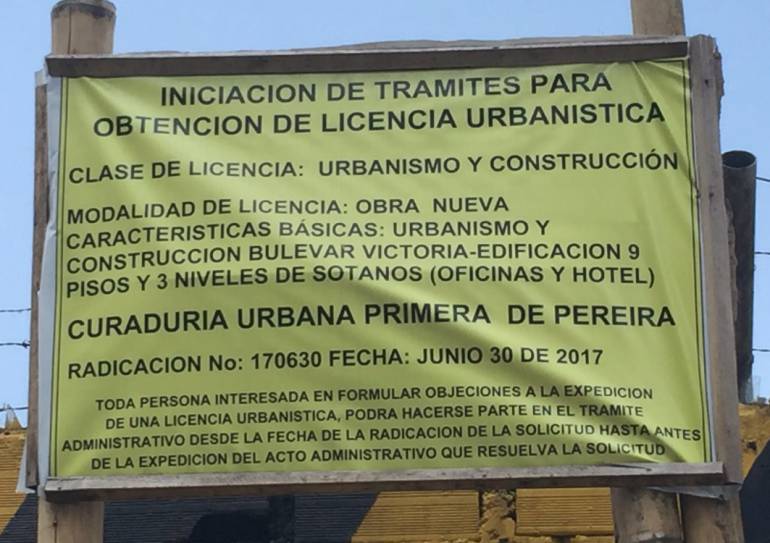 INICIACION DE TRAMITES PARA
OBTENCION DE LICENCIA URBANISTICA
CLASE DE LICENCIA: URBANISMO Y CONSTRUCCIÓN
MODALIDAD DE LICENCIA: OBRA NUEVA
CARACTERISTICAS BÁSICAS: URBANISMO Y
CONSTRUCCION BULEVAR VICTORIA-EDIFICACION 9
PISOS Y 3 NIVELES DE SOTANOS (OFICINAS Y HOTEL)
CURADURIA URBANA PRIMERA DE PEREIRA
RADICACION No: 170630 FECHA: JUNIO 30 DE 2017
TODA PERSONA INTERESADA EN FORMULAR OBJECIONES A LA EXPEDICION
DE UNA LICENCIA URBANISTICA, PODRA HACERSE PARTE EN EL TRAMITE
ADMINISTRATIVO DESDE LA FECHA DE LA RADICACION DE LA SOLICITUD HASTA ANTES
DE LA EXPEDICION DEL ACTO ADMINISTRATIVO QUE RESUELVA LA SOLICITUD